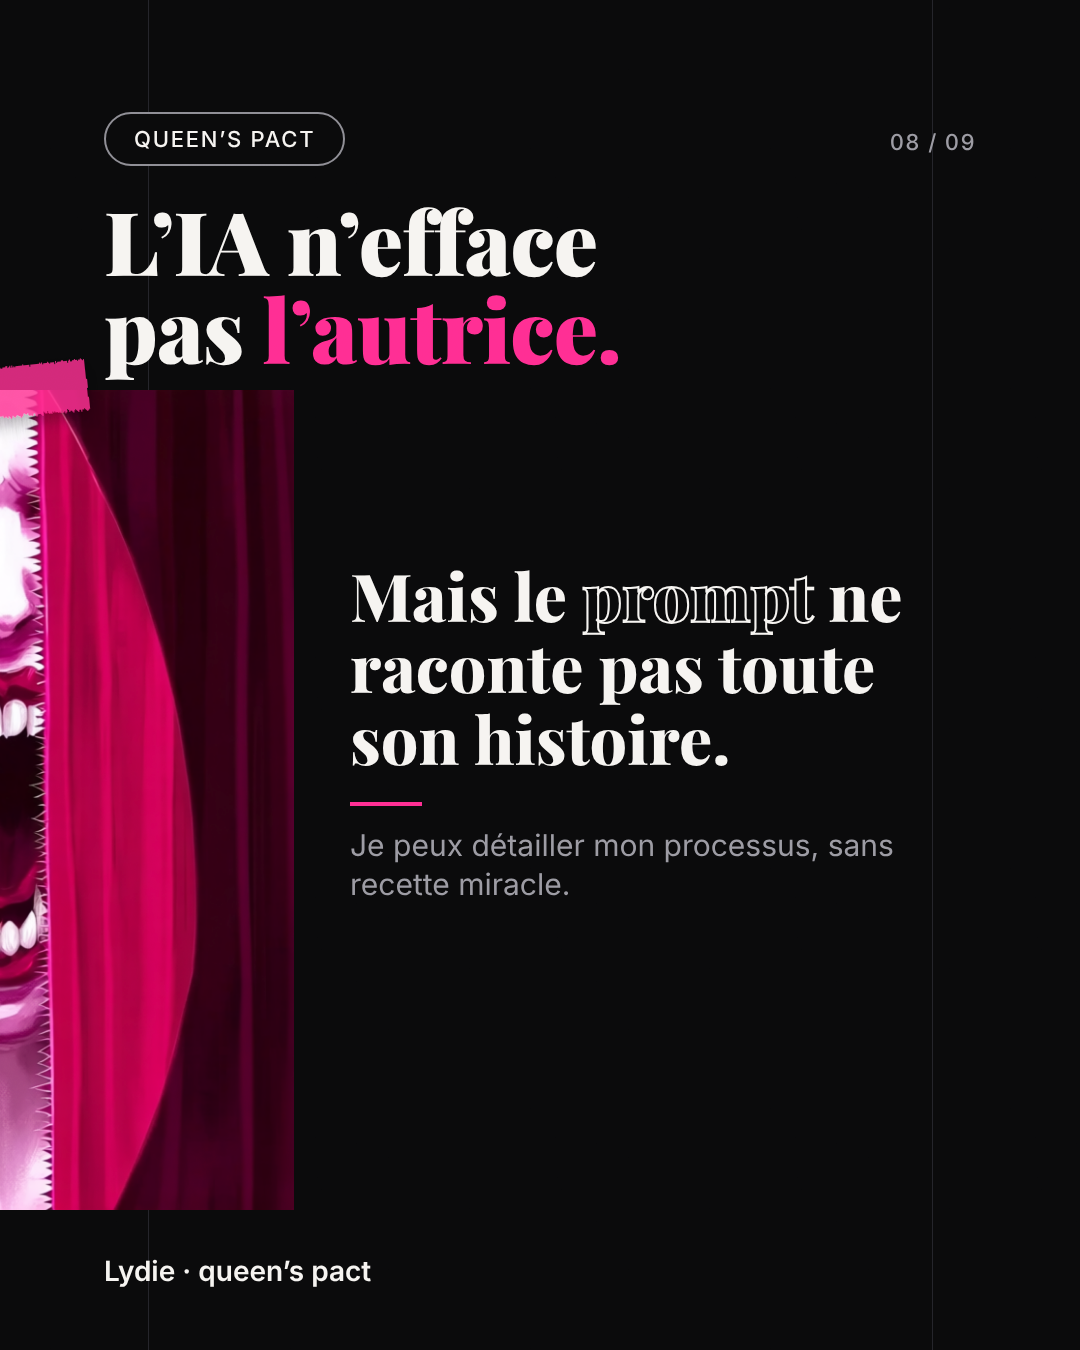 QUEEN’S PACT
08 / 09
L’IA n’efface
pas l’autrice.
Mais le prompt ne
raconte pas toute
son histoire.
Je peux détailler mon processus, sans
recette miracle.
Lydie · queen’s pact